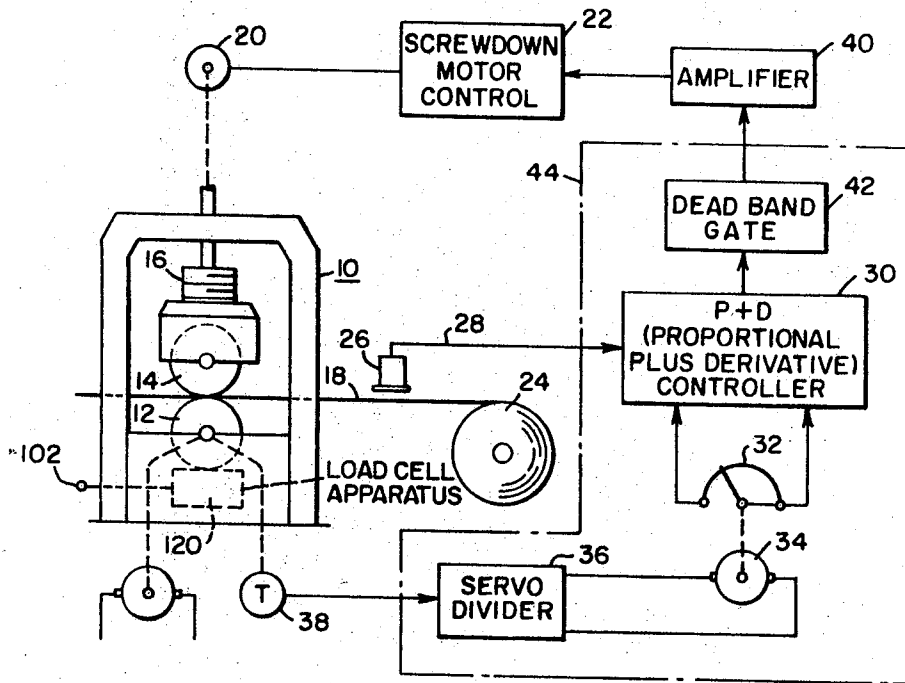 20
SCREWDOWN
MOTOR
CONTROL
22
AMPLIFIER
40
44
DEAD BAND
GATE
42
16
10
30
P+D
(PROPORTIONAL
PLUS DERIVATIVE)
CONTROLLER
26
28
14
18
24
12
32
102
LOAD CELL
APPARATUS
120
34
36
SERVO
DIVIDER
T
38